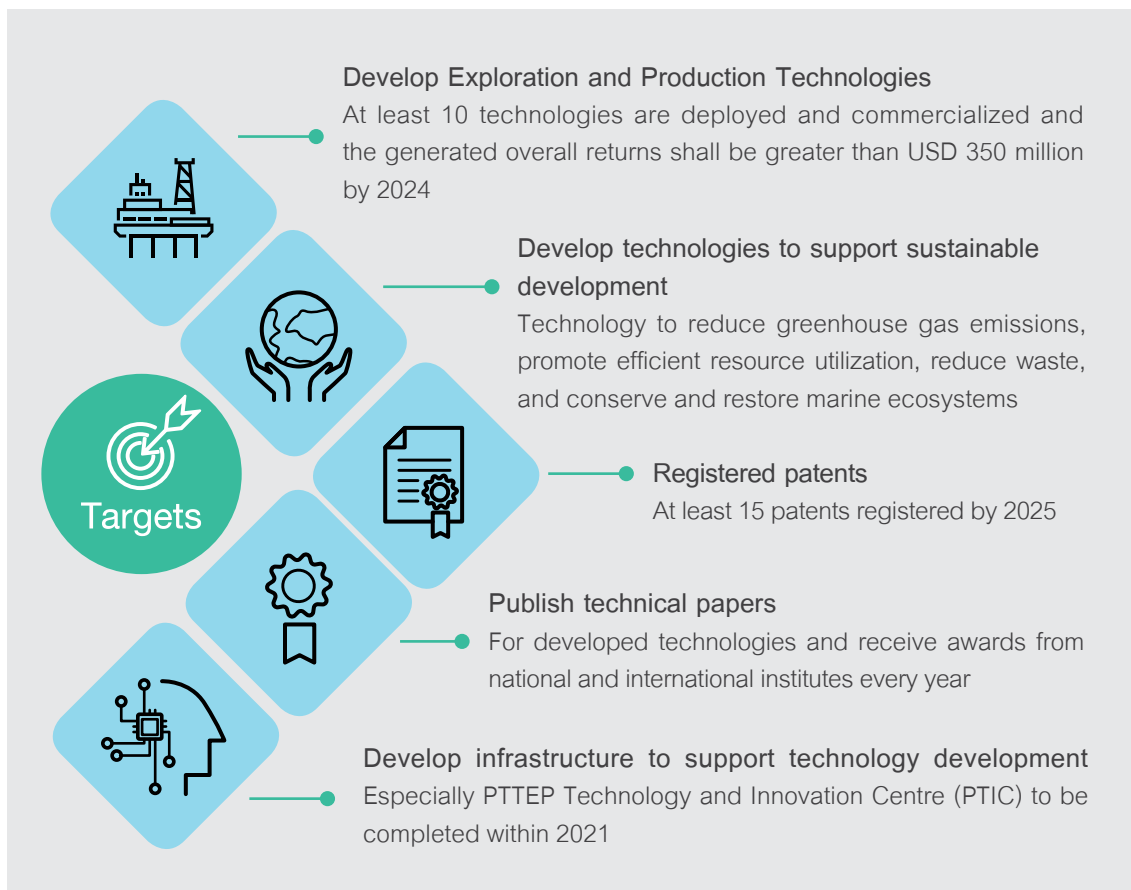 Develop Exploration and Production Technologies
At least 10 technologies are deployed and commercialized and
the generated overall returns shall be greater than USD 350 million
by 2024
Develop technologies to support sustainable
development
Technology to reduce greenhouse gas emissions,
promote efficient resource utilization, reduce waste,
and conserve and restore marine ecosystems
Targets
Registered patents
At least 15 patents registered by 2025
Publish technical papers
For developed technologies and receive awards from
national and international institutes every year
Develop infrastructure to support technology development
Especially PTTEP Technology and Innovation Centre (PTIC) to be
completed within 2021